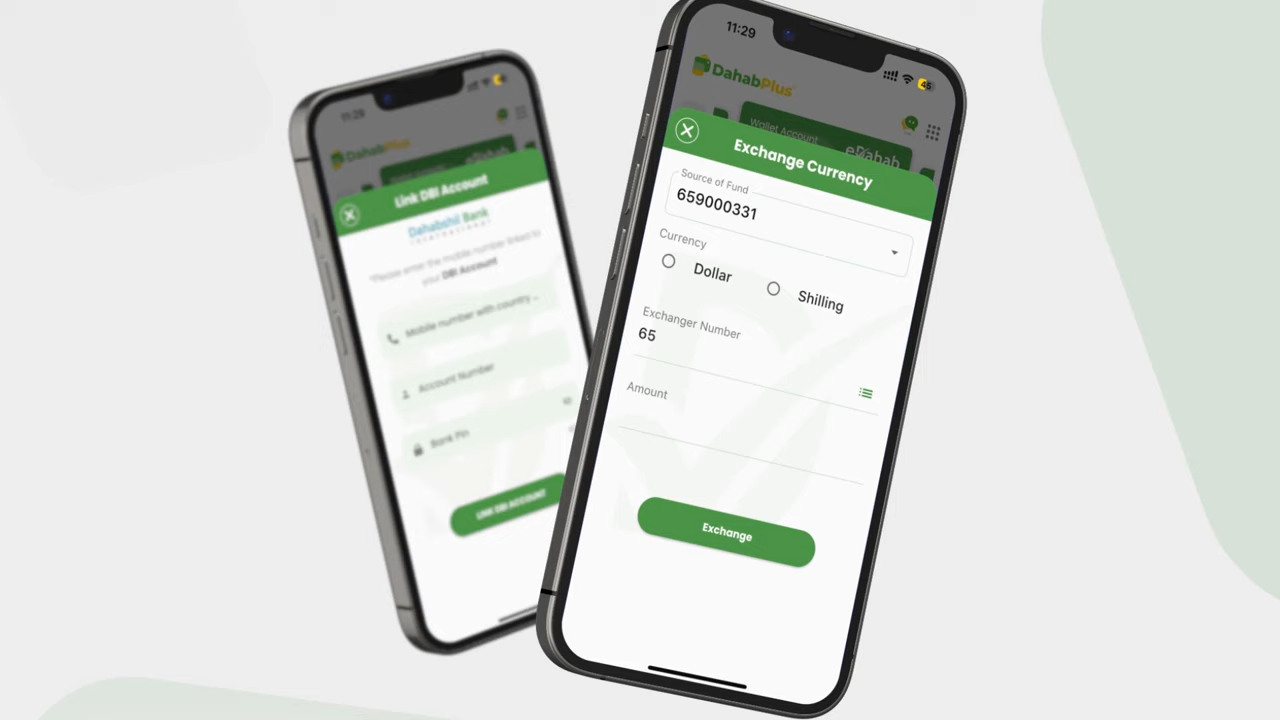 11:29
DahabPlus
Link DBI Account
Dahabshil Bank
International
*Please enter the mobile number linked to
your DBI Account
Mobile number with country ...
Account Number
Bank Pin
LINK DBI ACCOUNT
11:29
45
DahabPlus
Wallet Account
eDahab
Exchange Currency
Source of Fund
659000331
Currency
Dollar
Shilling
Exchanger Number
65
Amount
Exchange